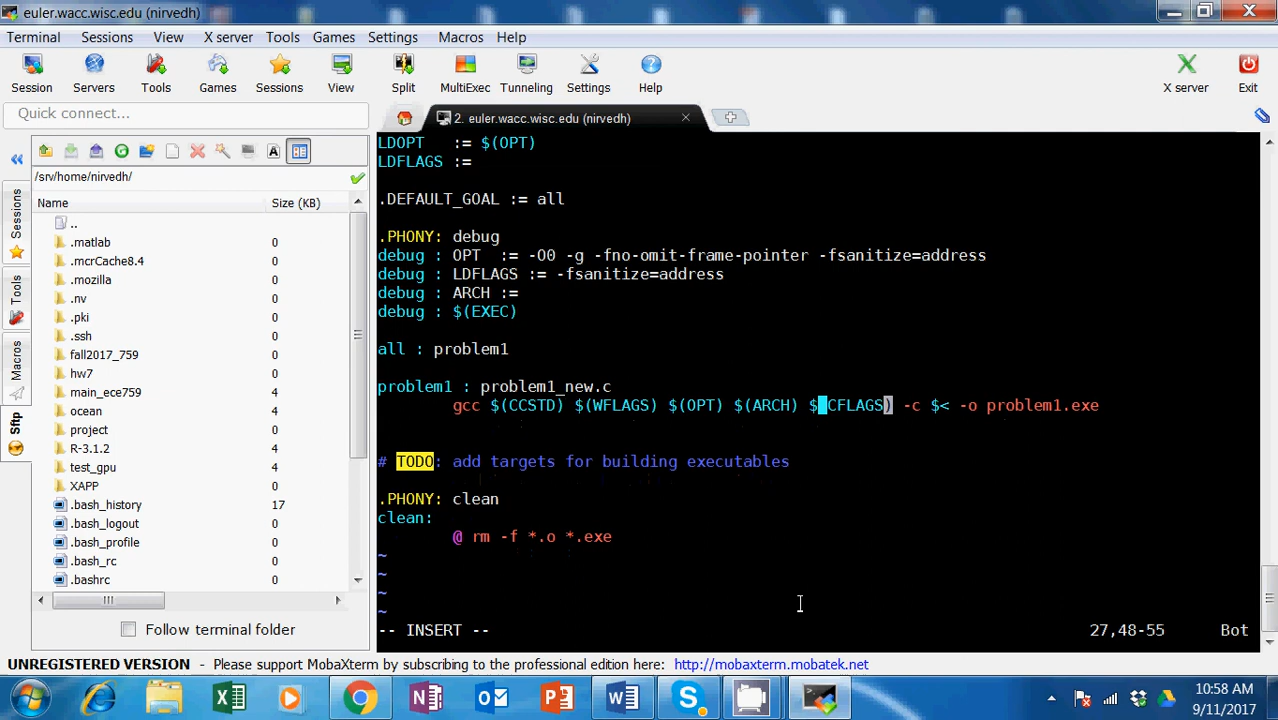 euler.wacc.wisc.edu (nirvedh)
Terminal Sessions View X server Tools Games Settings Macros Help
Session Servers Tools Games Sessions View Split MultiExec Tunneling Settings Help X server Exit
Quick connect...
2. euler.wacc.wisc.edu (nirvedh)
/srv/home/nirvedh/
Name Size (KB)
..
.matlab 0
.mcrCache8.4 0
.mozilla 0
.nv 0
.pki 0
.ssh 0
fall2017_759 0
hw7 0
main_ece759 4
ocean 4
project 0
R-3.1.2 4
test_gpu 4
XAPP 0
.bash_history 17
.bash_logout 0
.bash_profile 0
.bash_rc 0
.bashrc 0
Follow terminal folder
Sessions
Tools
Macros
Sftp
LDOPT := $(OPT)
LDFLAGS :=
.DEFAULT_GOAL := all
.PHONY: debug
debug : OPT := -O0 -g -fno-omit-frame-pointer -fsanitize=address
debug : LDFLAGS := -fsanitize=address
debug : ARCH :=
debug : $(EXEC)
all : problem1
problem1 : problem1_new.c
gcc $(CCSTD) $(WFLAGS) $(OPT) $(ARCH) $(CFLAGS) -c $< -o problem1.exe
# TODO: add targets for building executables
.PHONY: clean
clean:
@ rm -f *.o *.exe
~
~
~
~
-- INSERT -- 27,48-55 Bot
UNREGISTERED VERSION - Please support MobaXterm by subscribing to the professional edition here: http://mobaxterm.mobatek.net
10:58 AM
9/11/2017